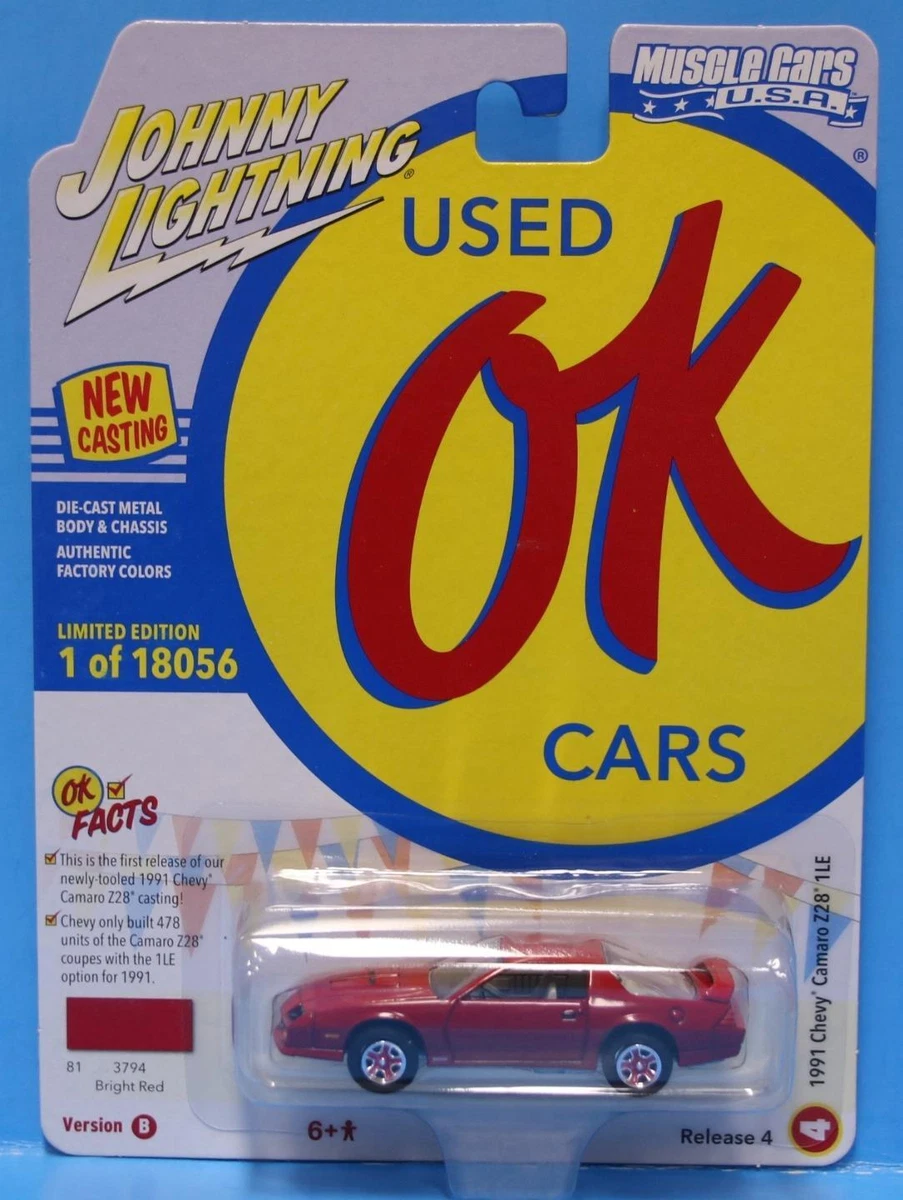 JOHNNY
LIGHTNING®
MUSCLE CARS
U.S.A.™
®
USED
OK
CARS
NEW
CASTING
DIE-CAST METAL
BODY & CHASSIS
AUTHENTIC
FACTORY COLORS
LIMITED EDITION
1 of 18056
OK
FACTS
This is the first release of our
newly-tooled 1991 Chevy®
Camaro Z28® casting!
Chevy only built 478
units of the Camaro Z28®
coupes with the 1LE
option for 1991.
81 3794
Bright Red
Version B
6+
Release 4
4
1991 Chevy® Camaro Z28® 1LE